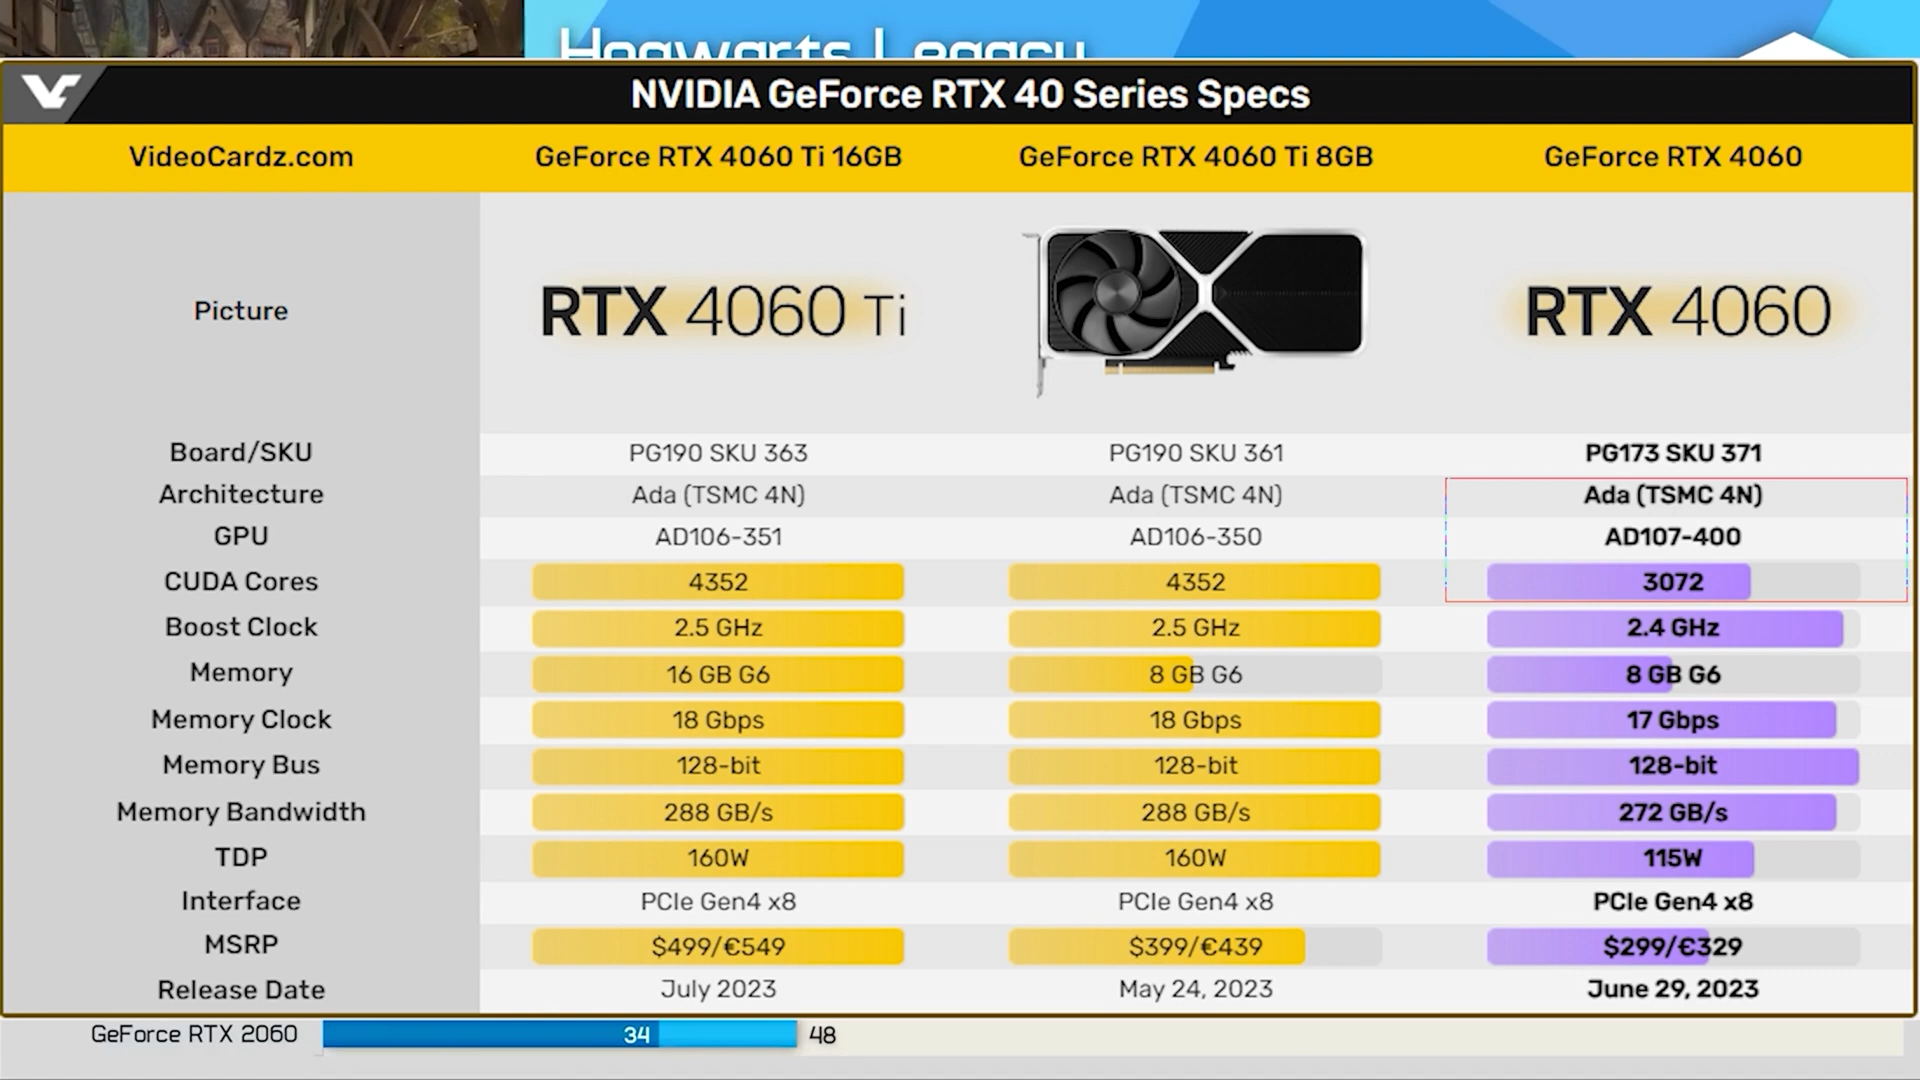 Hogwarts Legacy
NVIDIA GeForce RTX 40 Series Specs
VideoCardz.com GeForce RTX 4060 Ti 16GB GeForce RTX 4060 Ti 8GB GeForce RTX 4060
Picture RTX 4060 Ti RTX 4060
Board/SKU PG190 SKU 363 PG190 SKU 361 PG173 SKU 371
Architecture Ada (TSMC 4N) Ada (TSMC 4N) Ada (TSMC 4N)
GPU AD106-351 AD106-350 AD107-400
CUDA Cores 4352 4352 3072
Boost Clock 2.5 GHz 2.5 GHz 2.4 GHz
Memory 16 GB G6 8 GB G6 8 GB G6
Memory Clock 18 Gbps 18 Gbps 17 Gbps
Memory Bus 128-bit 128-bit 128-bit
Memory Bandwidth 288 GB/s 288 GB/s 272 GB/s
TDP 160W 160W 115W
Interface PCIe Gen4 x8 PCIe Gen4 x8 PCIe Gen4 x8
MSRP $499/€549 $399/€439 $299/€329
Release Date July 2023 May 24, 2023 June 29, 2023
GeForce RTX 2060 34 48